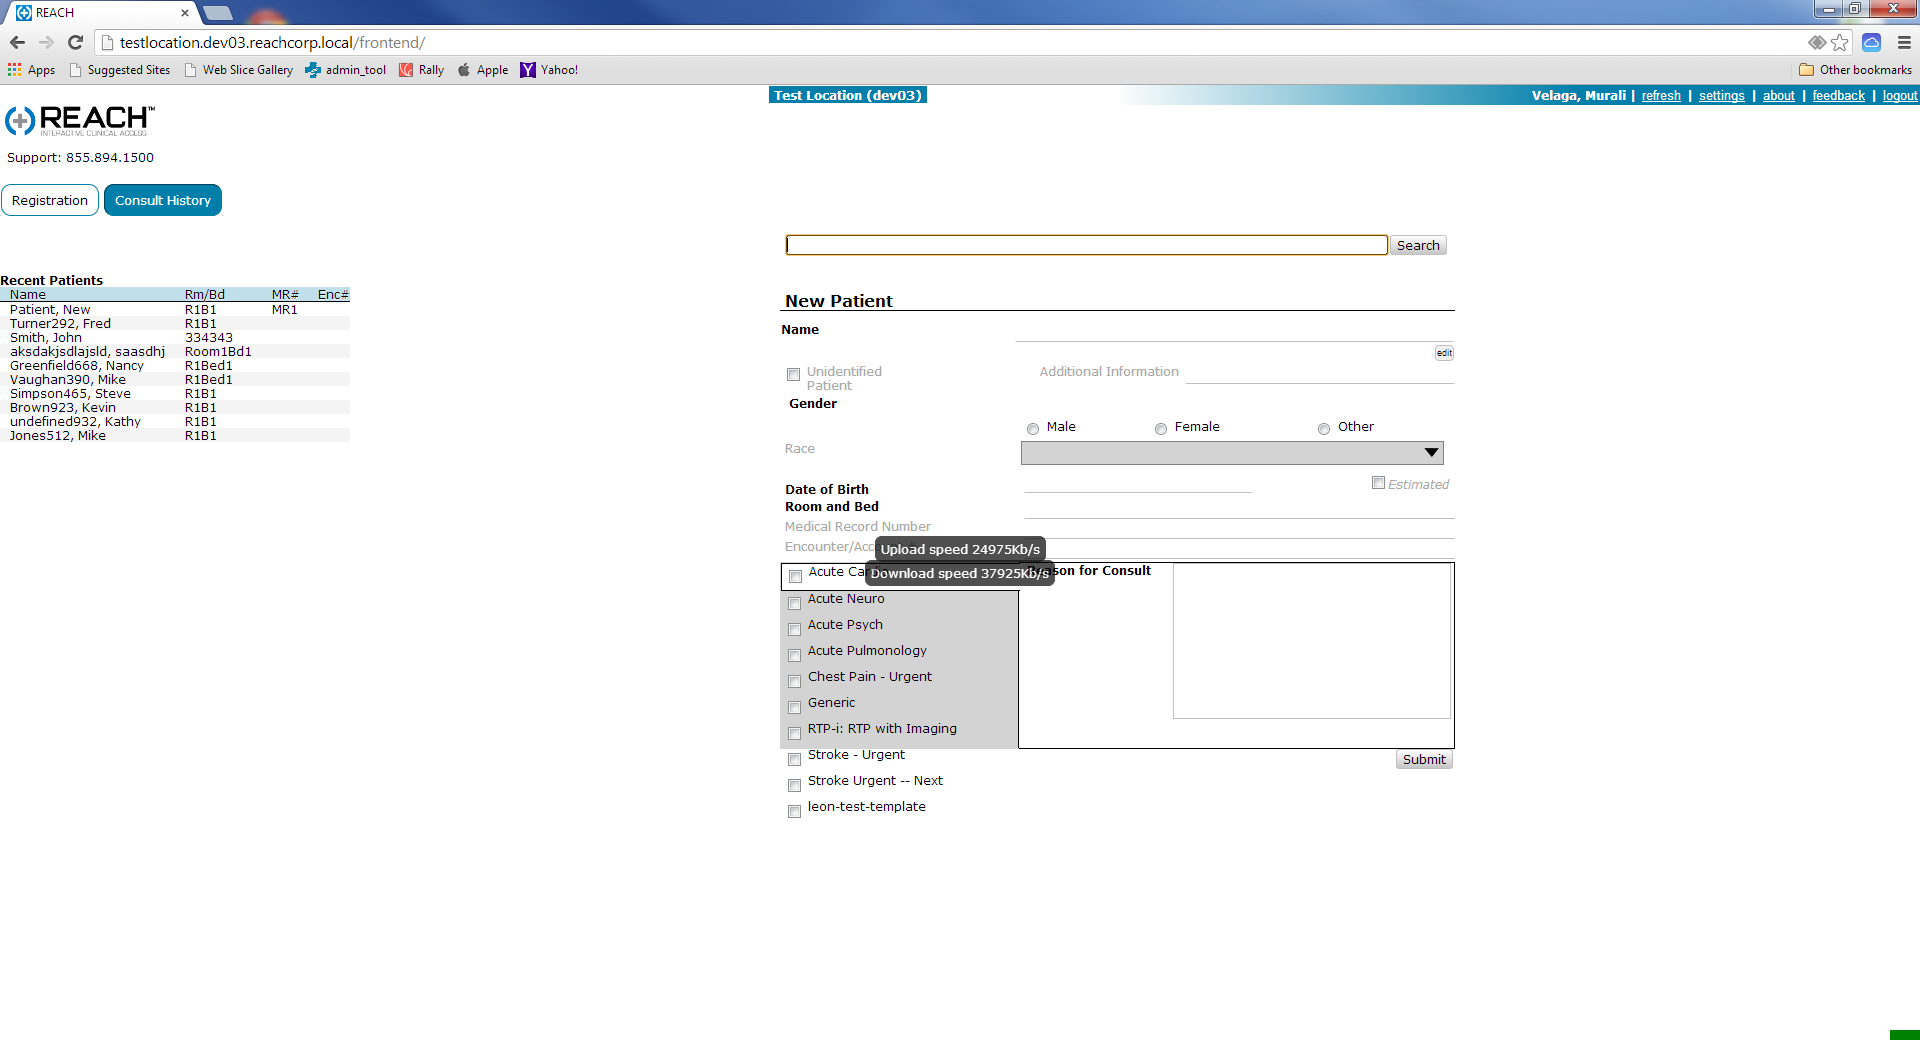 REACH
testlocation.dev03.reachcorp.local/frontend/
Apps Suggested Sites Web Slice Gallery admin_tool Rally Apple Yahoo! Other bookmarks
Test Location (dev03) Velaga, Murali | refresh | settings | about | feedback | logout
REACH™
INTERACTIVE CLINICAL ACCESS
Support: 855.894.1500
Registration Consult History
Search
Recent Patients
Name Rm/Bd MR# Enc#
Patient, New R1B1 MR1
Turner292, Fred R1B1
Smith, John 334343
aksdakjsdlajsld, saasdhj Room1Bd1
Greenfield668, Nancy R1Bed1
Vaughan390, Mike R1Bed1
Simpson465, Steve R1B1
Brown923, Kevin R1B1
undefined932, Kathy R1B1
Jones512, Mike R1B1
New Patient
Name
edit
Unidentified Patient Additional Information
Gender
Male Female Other
Race
Date of Birth Estimated
Room and Bed
Medical Record Number
Upload speed 24975Kb/s
Download speed 37925Kb/s
for Consult
Acute
Acute Neuro
Acute Psych
Acute Pulmonology
Chest Pain - Urgent
Generic
RTP-i: RTP with Imaging
Stroke - Urgent
Submit
Stroke Urgent -- Next
leon-test-template